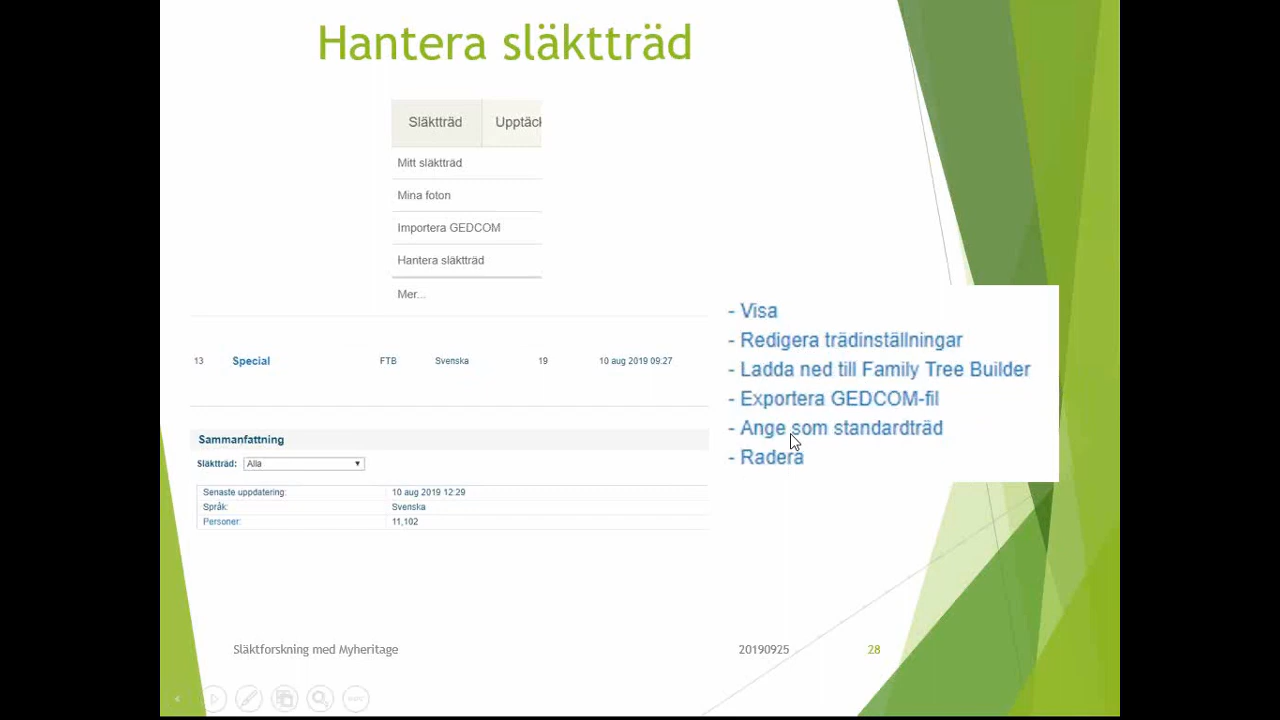 Hantera släktträd
Släktträd Upptäck
Mitt släktträd
Mina foton
Importera GEDCOM
Hantera släktträd
Mer...
13 Special FTB Svenska 19 10 aug 2019 09:27
- Visa
- Redigera trädinställningar
- Ladda ned till Family Tree Builder
- Exportera GEDCOM-fil
- Ange som standardträd
- Radera
Sammanfattning
Släktträd: Alla
Senaste uppdatering: 10 aug 2019 12:29
Språk: Svenska
Personer: 11,102
Släktforskning med Myheritage 20190925 28